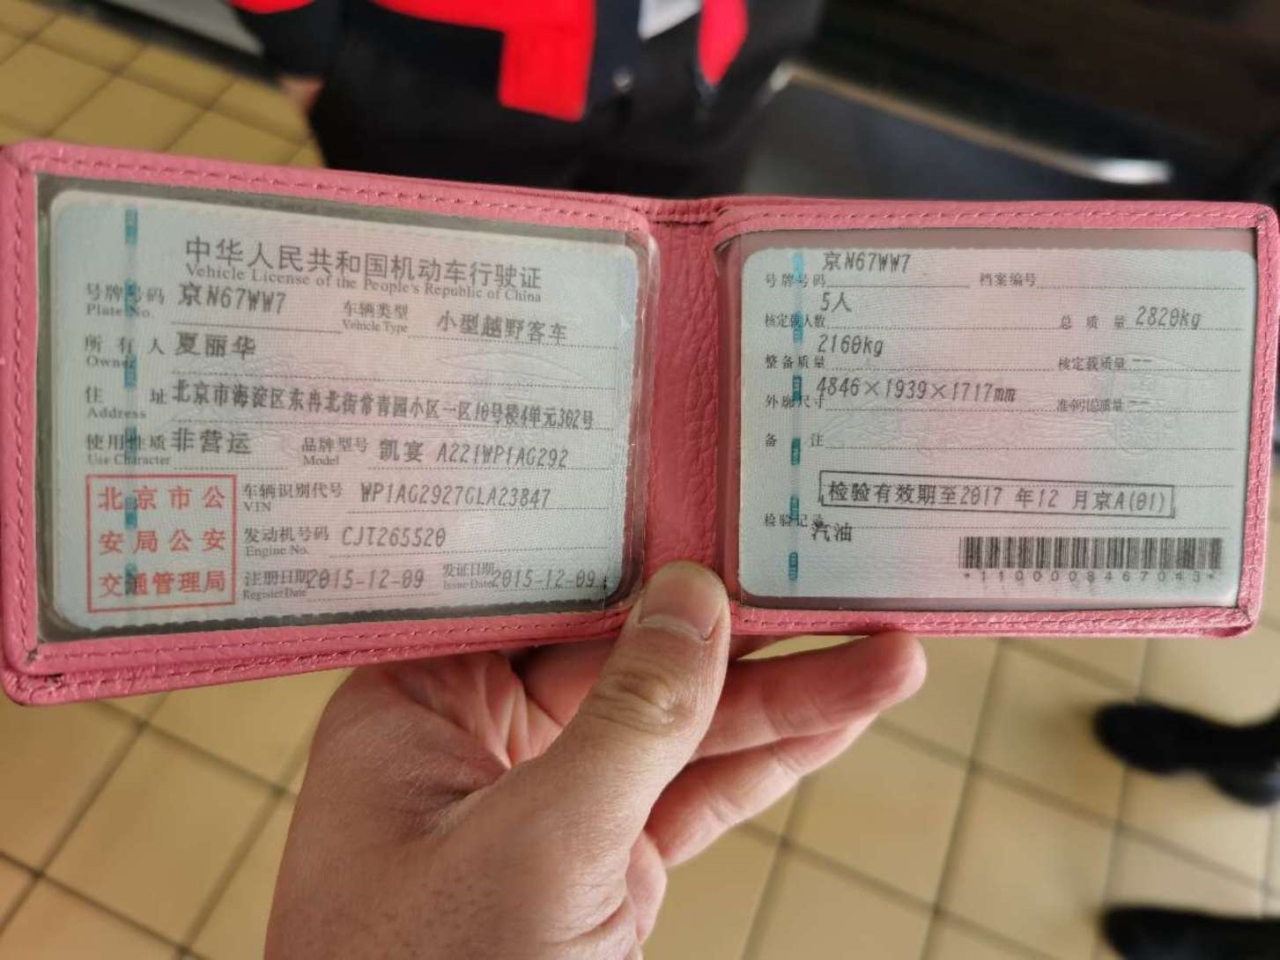 中华人民共和国机动车行驶证
Vehicle License of the People's Republic of China
号牌号码 京N67WW7 车辆类型 小型越野客车
Plate No. Vehicle Type
所有人 夏丽华
Owner
住址 北京市海淀区东冉北街常青园小区一区10号楼4单元302号
Address
使用性质 非营运 品牌型号 凯宴 A221WP1AG292
Use Character Model
北京市公
安局公安
交通管理局
车辆识别代号 WP1AG2927GLA23847
VIN
发动机号码 CJT265520
Engine No.
注册日期 2015-12-09 发证日期 2015-12-09
Register Date Issue Date
号牌号码 京N67WW7 档案编号
核定载人数 5人 总质量 2820kg
整备质量 2160kg 核定载质量 --
外廓尺寸 4846×1939×1717mm 准牵引总质量 --
备注
检验有效期至2017 年12 月京A(01)
检验记录 汽油
*1100008467043*